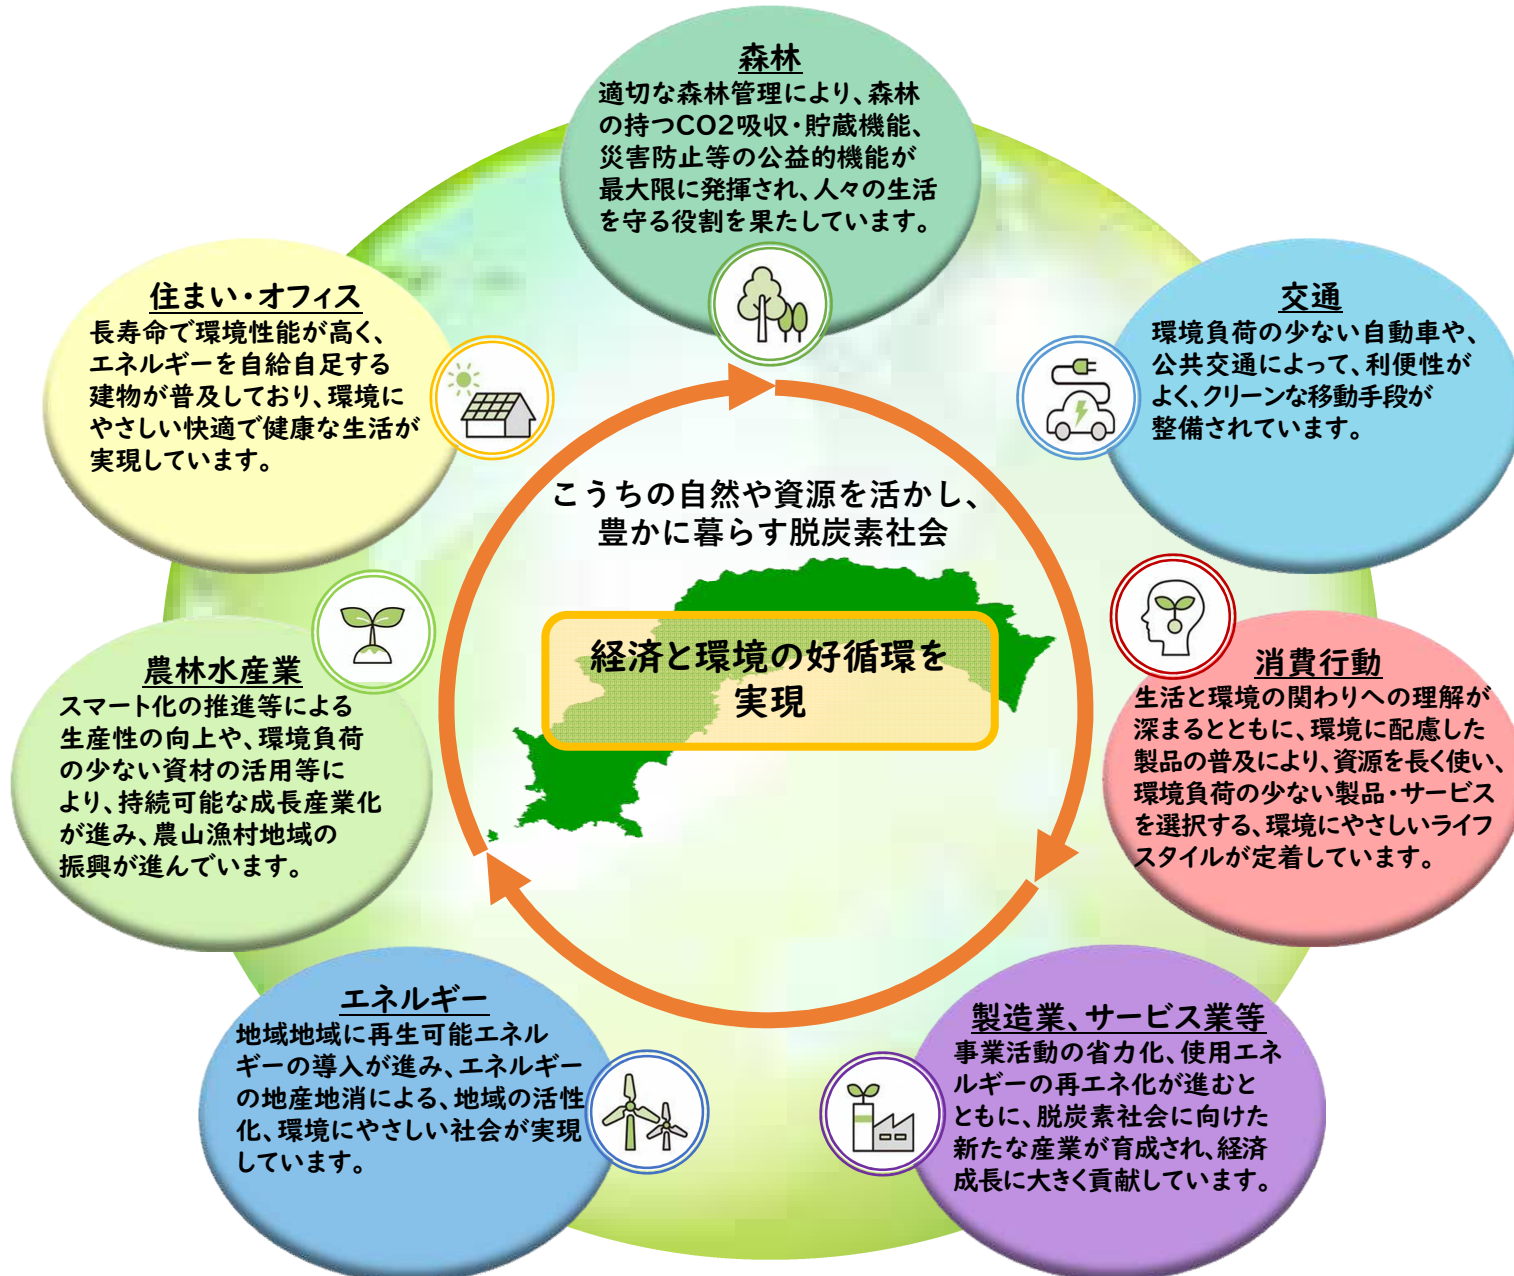 森林
適切な森林管理により、森林
の持つCO2吸収・貯蔵機能、
災害防止等の公益的機能が
最大限に発揮され、人々の生活
を守る役割を果たしています。
住まい・オフィス
長寿命で環境性能が高く、
エネルギーを自給自足する
建物が普及しており、環境に
やさしい快適で健康な生活が
実現しています。
交通
環境負荷の少ない自動車や、
公共交通によって、利便性が
よく、クリーンな移動手段が
整備されています。
こうちの自然や資源を活かし、
豊かに暮らす脱炭素社会
経済と環境の好循環を
実現
農林水産業
スマート化の推進等による
生産性の向上や、環境負荷
の少ない資材の活用等に
より、持続可能な成長産業化
が進み、農山漁村地域の
振興が進んでいます。
消費行動
生活と環境の関わりへの理解が
深まるとともに、環境に配慮した
製品の普及により、資源を長く使い、
環境負荷の少ない製品・サービス
を選択する、環境にやさしいライフ
スタイルが定着しています。
エネルギー
地域地域に再生可能エネル
ギーの導入が進み、エネルギー
の地産地消による、地域の活性
化、環境にやさしい社会が実現
しています。
製造業、サービス業等
事業活動の省力化、使用エネ
ルギーの再エネ化が進むと
ともに、脱炭素社会に向けた
新たな産業が育成され、経済
成長に大きく貢献しています。